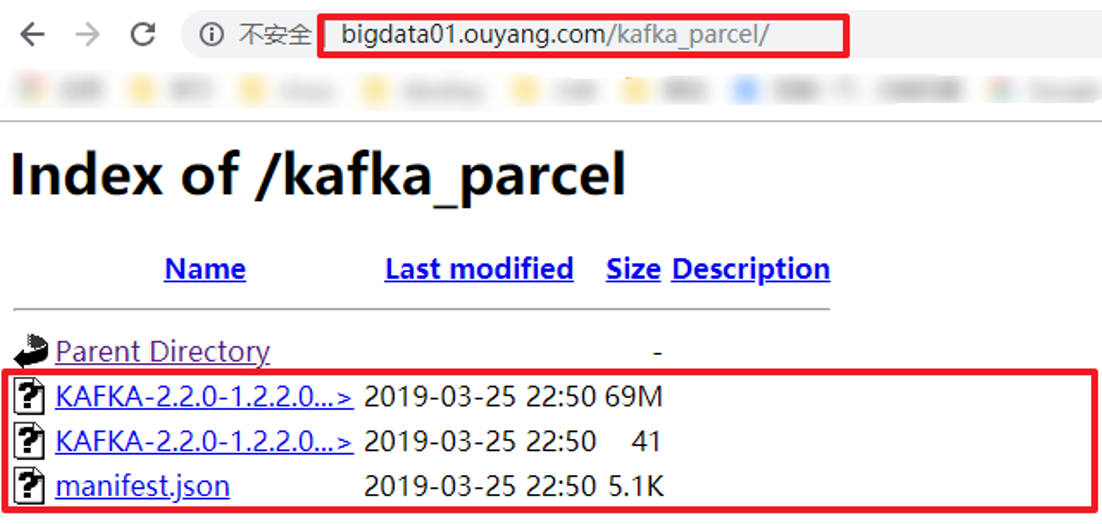 不安全 bigdata01.ouyang.com/kafka_parcel/
Index of /kafka_parcel
Name Last modified Size Description
Parent Directory -
KAFKA-2.2.0-1.2.2.0...> 2019-03-25 22:50 69M
KAFKA-2.2.0-1.2.2.0...> 2019-03-25 22:50 41
manifest.json 2019-03-25 22:50 5.1K